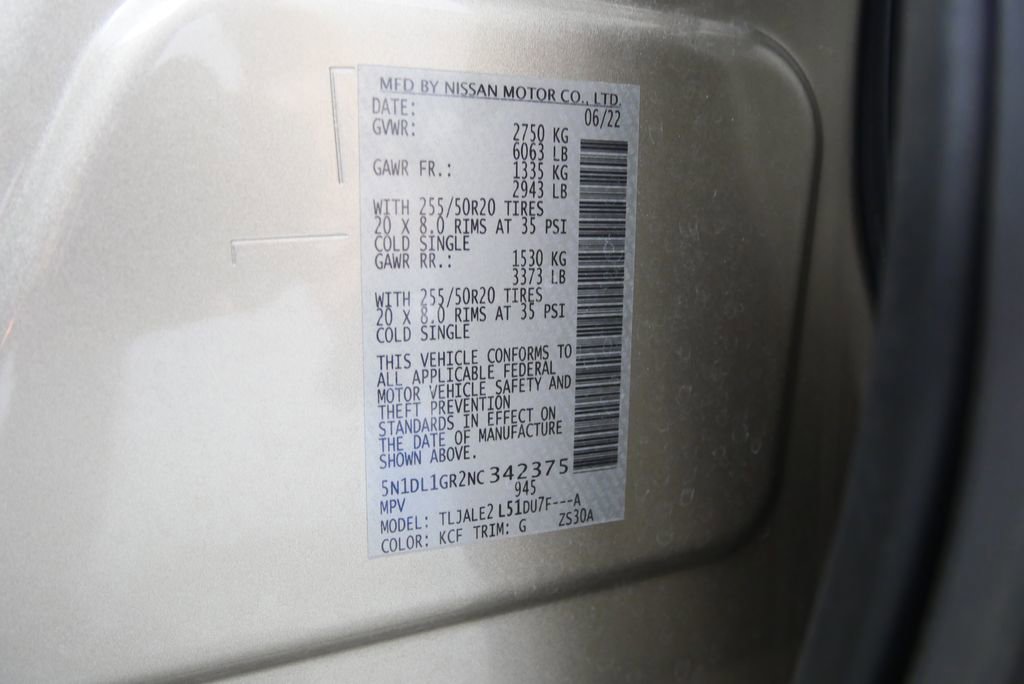 MFD BY NISSAN MOTOR CO., LTD.
DATE: 06/22
GVWR: 2750 KG
6063 LB
GAWR FR.: 1335 KG
2943 LB
WITH 255/50R20 TIRES
20 X 8.0 RIMS AT 35 PSI
COLD SINGLE
GAWR RR.: 1530 KG
3373 LB
WITH 255/50R20 TIRES
20 X 8.0 RIMS AT 35 PSI
COLD SINGLE
THIS VEHICLE CONFORMS TO
ALL APPLICABLE FEDERAL
MOTOR VEHICLE SAFETY AND
THEFT PREVENTION
STANDARDS IN EFFECT ON
THE DATE OF MANUFACTURE
SHOWN ABOVE.
5N1DL1GR2NC342375
MPV 945
MODEL: TLJALE2 L51DU7F---A
COLOR: KCF TRIM: G ZS30A